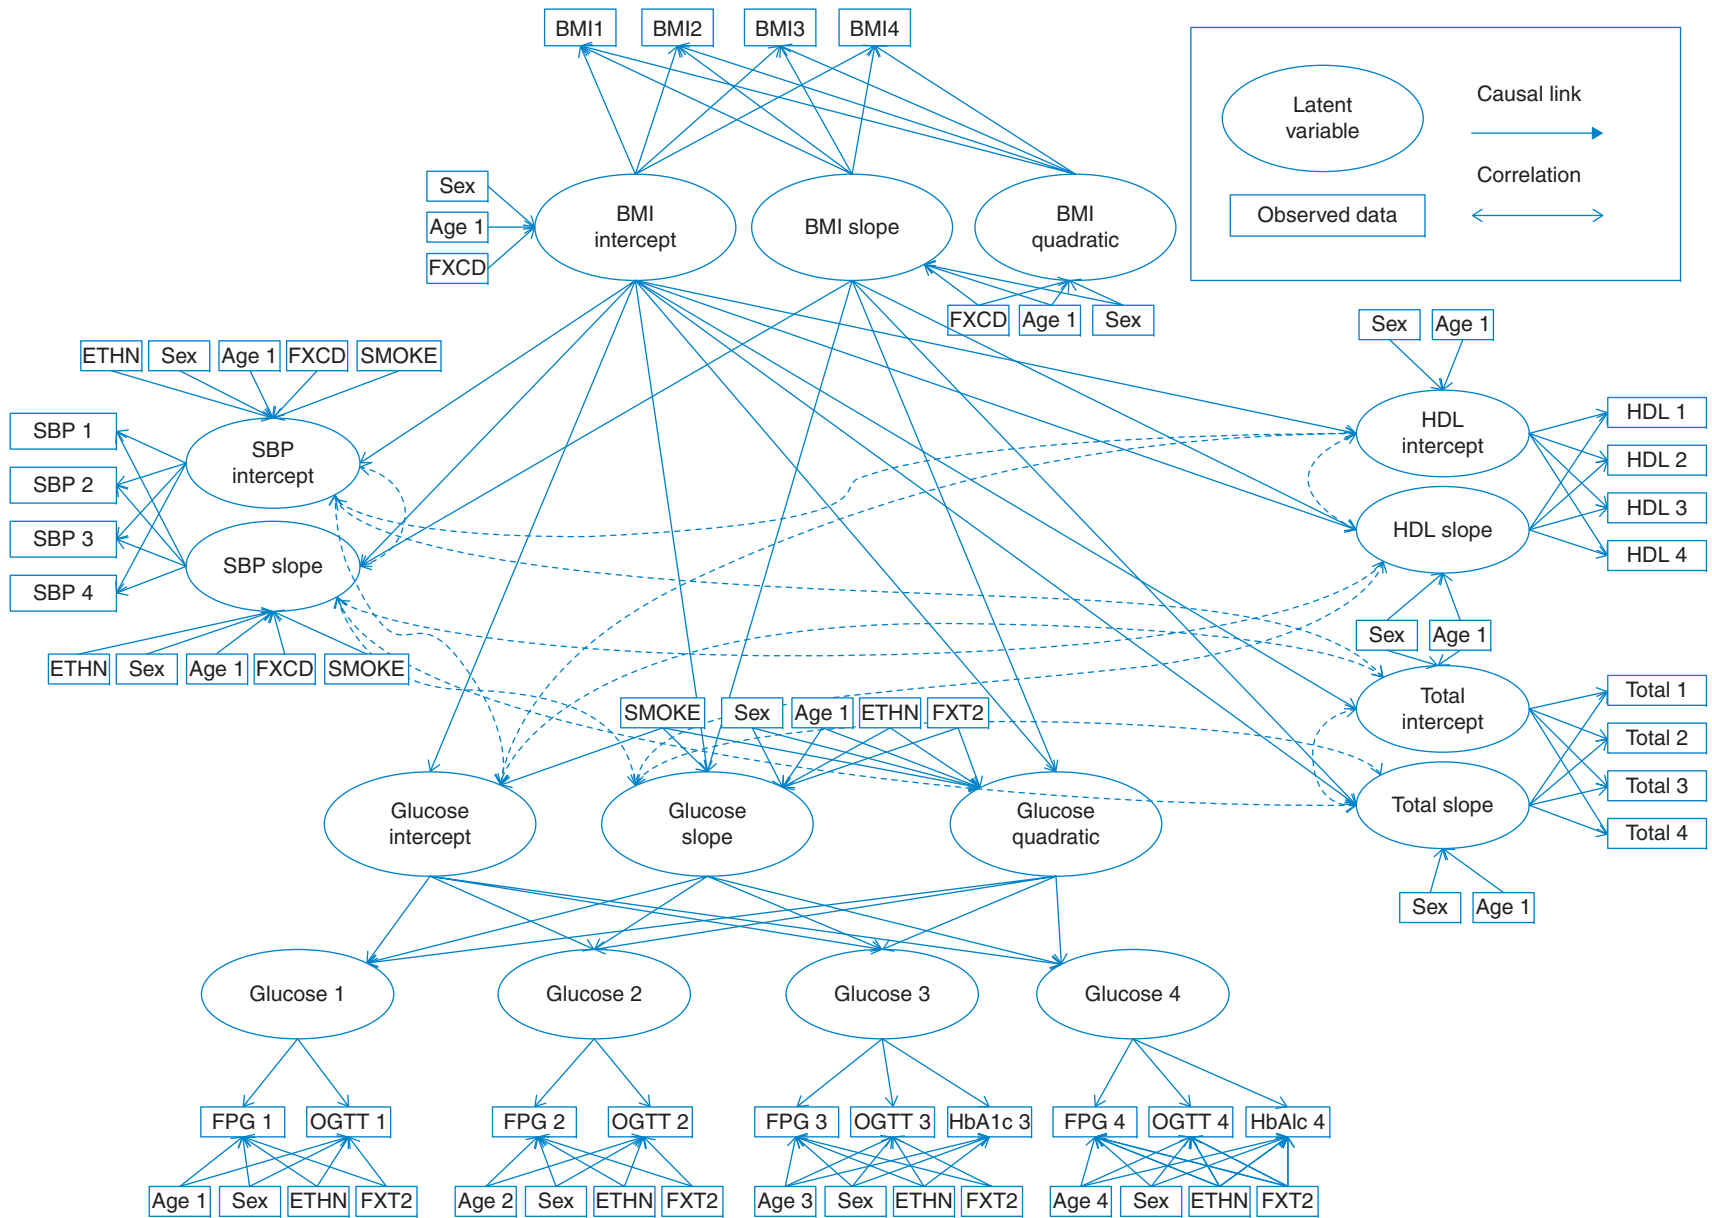 BMI1 BMI2 BMI3 BMI4
Latent
variable
Causal link
Correlation
Observed data
Sex
Age 1
FXCD
BMI
intercept
BMI slope
BMI
quadratic
FXCD Age 1 Sex
Sex Age 1
ETHN Sex Age 1 FXCD SMOKE
SBP 1
SBP 2
SBP 3
SBP 4
SBP
intercept
SBP slope
ETHN Sex Age 1 FXCD SMOKE
HDL
intercept
HDL slope
HDL 1
HDL 2
HDL 3
HDL 4
Sex Age 1
Total
intercept
Total slope
Total 1
Total 2
Total 3
Total 4
Sex Age 1
SMOKE Sex Age 1 ETHN FXT2
Glucose
intercept
Glucose
slope
Glucose
quadratic
Glucose 1 Glucose 2 Glucose 3 Glucose 4
FPG 1 OGTT 1 FPG 2 OGTT 2 FPG 3 OGTT 3 HbA1c 3 FPG 4 OGTT 4 HbAlc 4
Age 1 Sex ETHN FXT2 Age 2 Sex ETHN FXT2 Age 3 Sex ETHN FXT2 Age 4 Sex ETHN FXT2